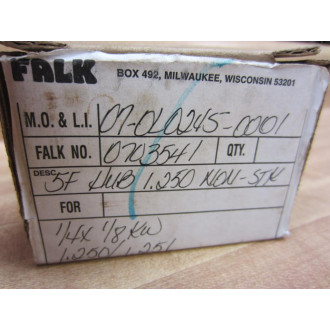 FALK BOX 492, MILWAUKEE, WISCONSIN 53201
M.O. & L.I. 07-020245-0001
FALK NO. 0703541 QTY.
DESC. 5F HUB 1.250 NON-STK
FOR
1/4 x 1/8 KW
1.250/1.251